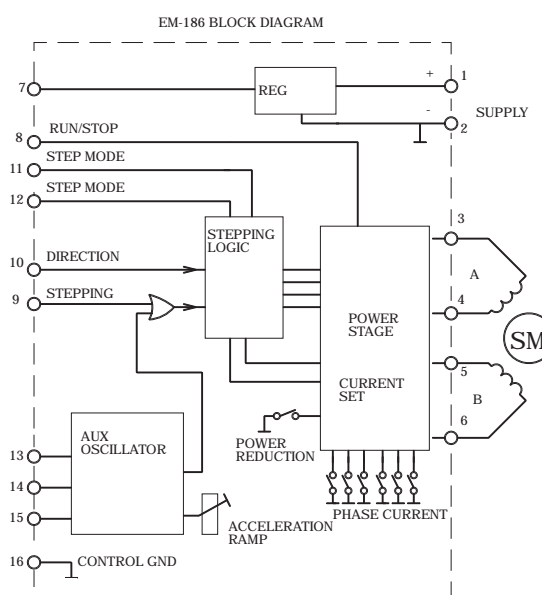 EM-186 BLOCK DIAGRAM
7
REG
+
1
-
2
SUPPLY
8
RUN/STOP
11
STEP MODE
12
STEP MODE
STEPPING
LOGIC
3
10
DIRECTION
A
9
STEPPING
4
POWER
STAGE
SM
5
CURRENT
SET
B
6
POWER
REDUCTION
AUX
OSCILLATOR
13
14
15
PHASE CURRENT
ACCELERATION
RAMP
16
CONTROL GND